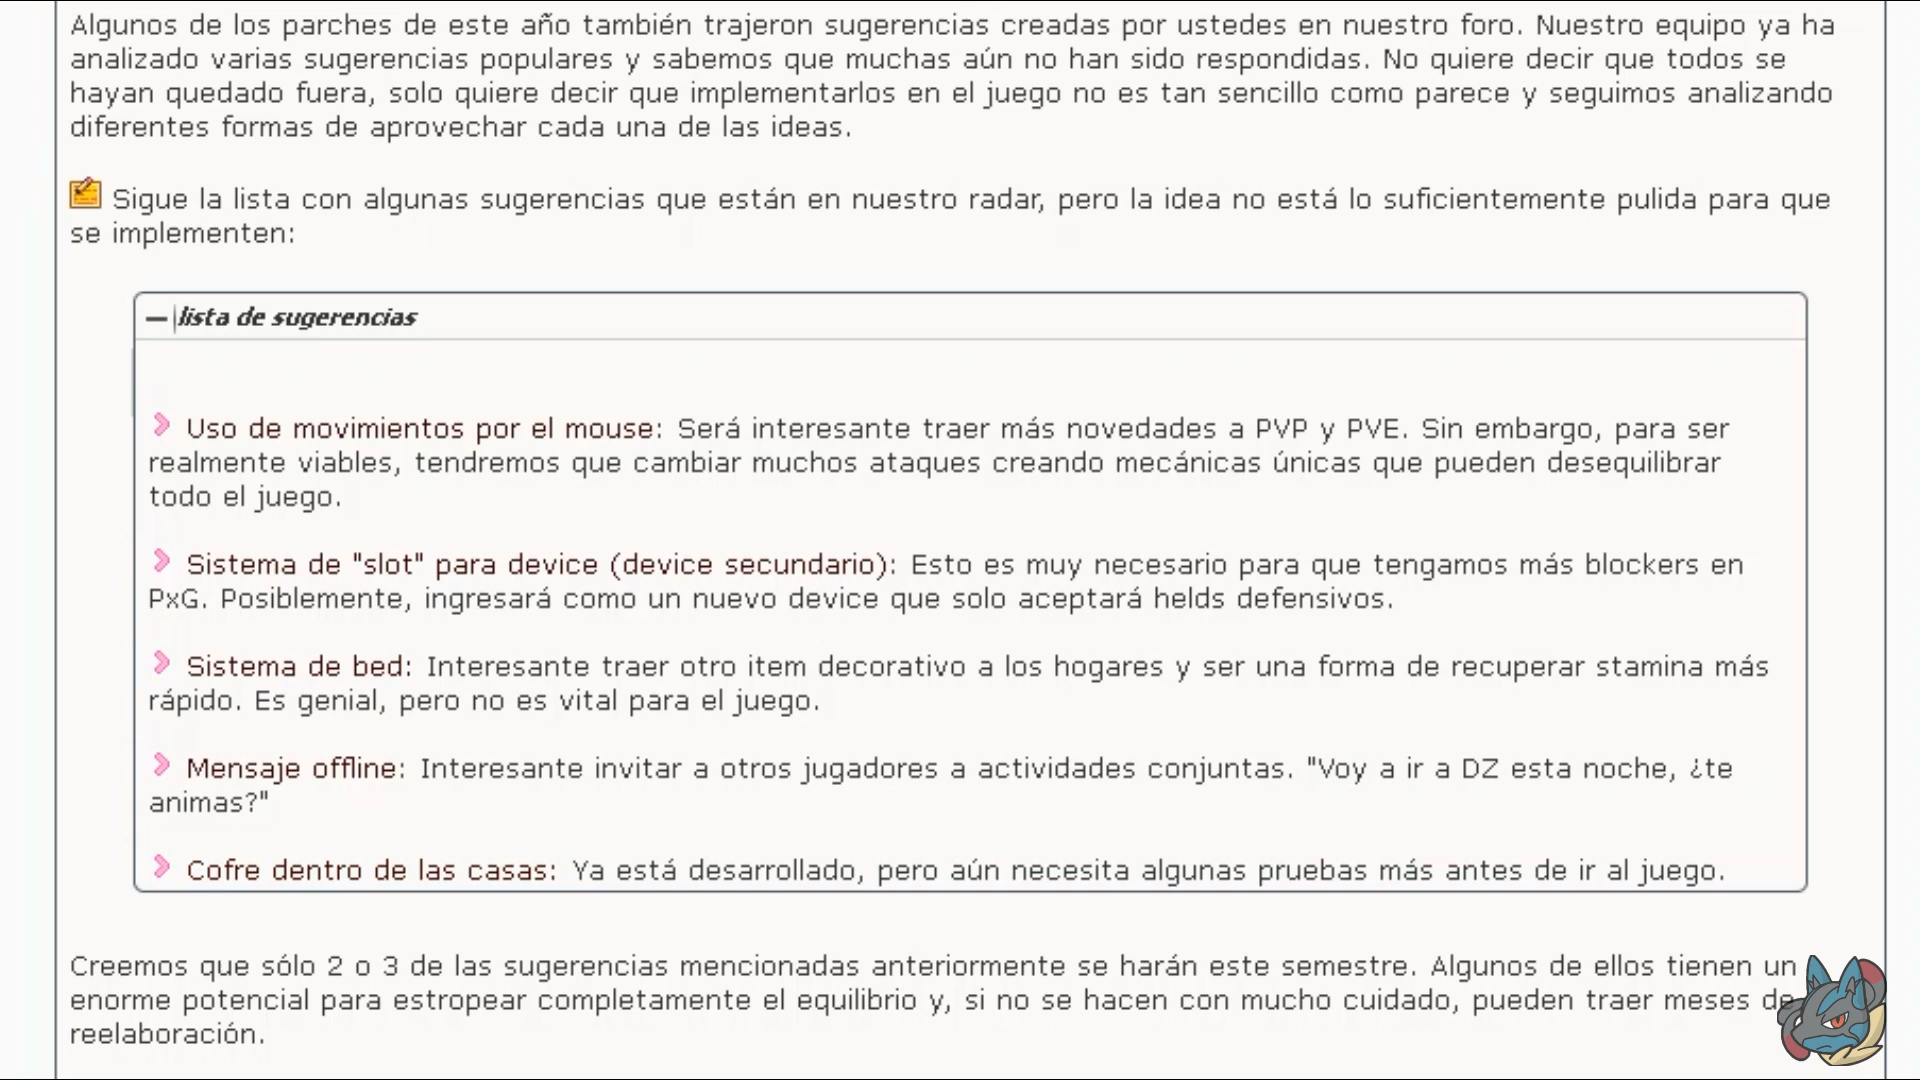 Algunos de los parches de este año también trajeron sugerencias creadas por ustedes en nuestro foro. Nuestro equipo ya ha
analizado varias sugerencias populares y sabemos que muchas aún no han sido respondidas. No quiere decir que todos se
hayan quedado fuera, solo quiere decir que implementarlos en el juego no es tan sencillo como parece y seguimos analizando
diferentes formas de aprovechar cada una de las ideas.
Sigue la lista con algunas sugerencias que están en nuestro radar, pero la idea no está lo suficientemente pulida para que
se implementen:
— lista de sugerencias
Uso de movimientos por el mouse: Será interesante traer más novedades a PVP y PVE. Sin embargo, para ser
realmente viables, tendremos que cambiar muchos ataques creando mecánicas únicas que pueden desequilibrar
todo el juego.
Sistema de "slot" para device (device secundario): Esto es muy necesario para que tengamos más blockers en
PxG. Posiblemente, ingresará como un nuevo device que solo aceptará helds defensivos.
Sistema de bed: Interesante traer otro item decorativo a los hogares y ser una forma de recuperar stamina más
rápido. Es genial, pero no es vital para el juego.
Mensaje offline: Interesante invitar a otros jugadores a actividades conjuntas. "Voy a ir a DZ esta noche, ¿te
animas?"
Cofre dentro de las casas: Ya está desarrollado, pero aún necesita algunas pruebas más antes de ir al juego.
Creemos que sólo 2 o 3 de las sugerencias mencionadas anteriormente se harán este semestre. Algunos de ellos tienen un
enorme potencial para estropear completamente el equilibrio y, si no se hacen con mucho cuidado, pueden traer meses de
reelaboración.